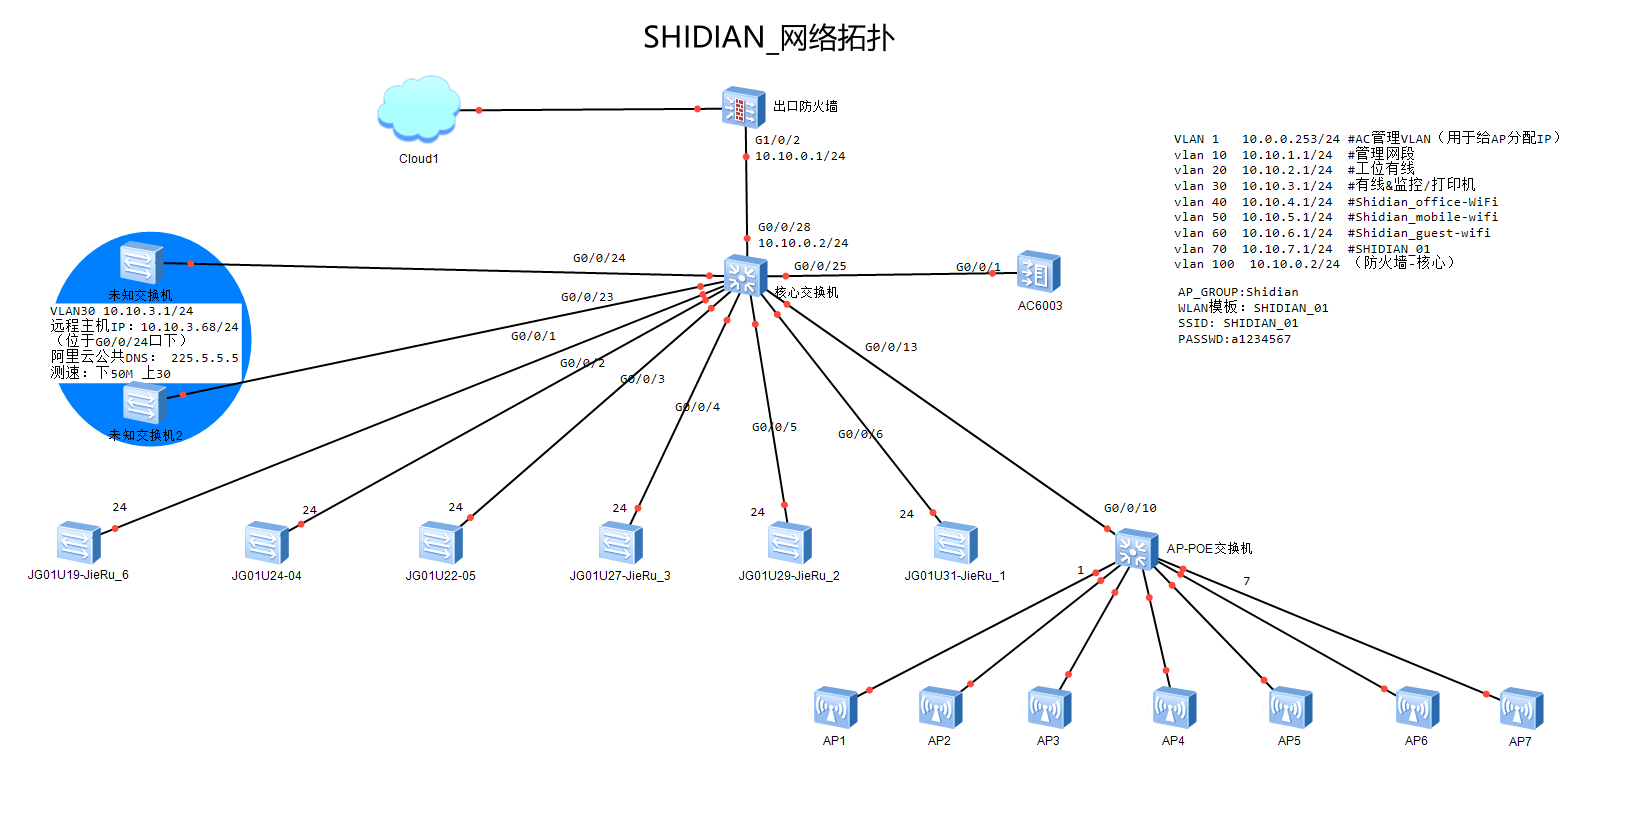 SHIDIAN_网络拓扑
Cloud1
出口防火墙
G1/0/2
10.10.0.1/24
G0/0/28
10.10.0.2/24
VLAN 1 10.0.0.253/24 #AC管理VLAN（用于给AP分配IP）
vlan 10 10.10.1.1/24 #管理网段
vlan 20 10.10.2.1/24 #工位有线
vlan 30 10.10.3.1/24 #有线&监控/打印机
vlan 40 10.10.4.1/24 #Shidian_office-WiFi
vlan 50 10.10.5.1/24 #Shidian_mobile-wifi
vlan 60 10.10.6.1/24 #Shidian_guest-wifi
vlan 70 10.10.7.1/24 #SHIDIAN_01
vlan 100 10.10.0.2/24 （防火墙-核心）
AP_GROUP:Shidian
WLAN模板：SHIDIAN_01
SSID: SHIDIAN_01
PASSWD:a1234567
G0/0/24
G0/0/25
G0/0/1
核心交换机
AC6003
未知交换机
VLAN30 10.10.3.1/24
远程主机IP：10.10.3.68/24
（位于G0/0/24口下）
阿里云公共DNS： 225.5.5.5
测速：下50M 上30
未知交换机2
G0/0/23
G0/0/1
G0/0/2
G0/0/3
G0/0/4
G0/0/5
G0/0/6
G0/0/13
24
24
24
24
24
24
G0/0/10
JG01U19-JieRu_6
JG01U24-04
JG01U22-05
JG01U27-JieRu_3
JG01U29-JieRu_2
JG01U31-JieRu_1
AP-POE交换机
1
7
AP1
AP2
AP3
AP4
AP5
AP6
AP7